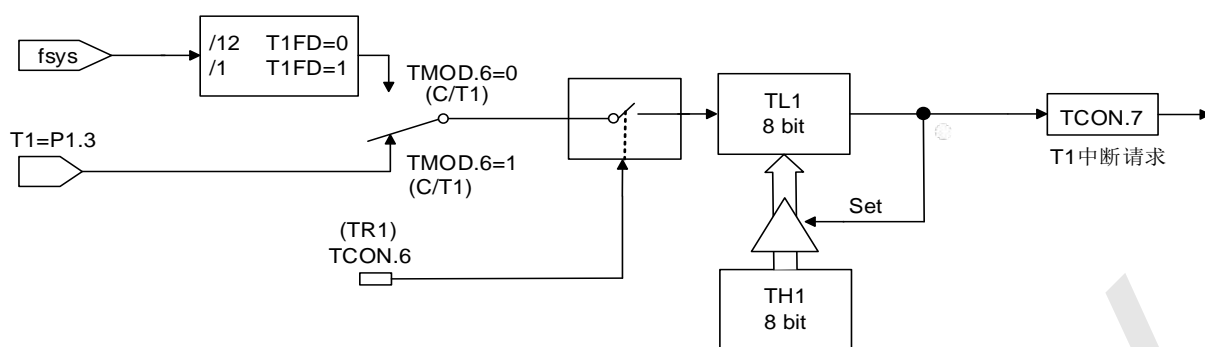 fsys
/12 T1FD=0
/1 T1FD=1
TMOD.6=0
(C/T1)
T1=P1.3
TMOD.6=1
(C/T1)
(TR1)
TCON.6
TL1
8 bit
Set
TH1
8 bit
TCON.7
T1中断请求